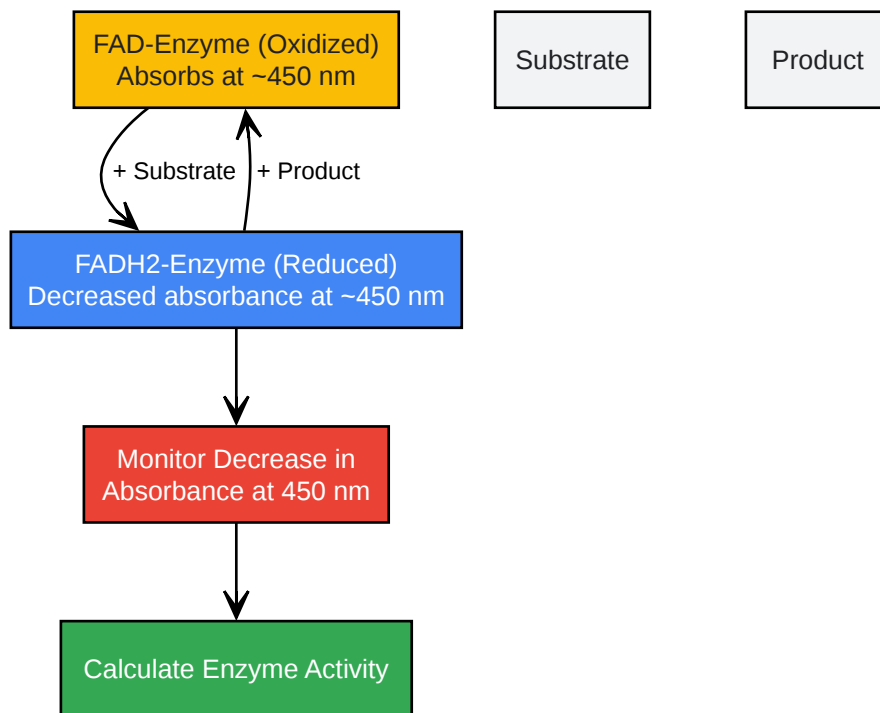 FAD-Enzyme (Oxidized)
Absorbs at ~450 nm
Substrate
Product
+ Substrate
+ Product
FADH2-Enzyme (Reduced)
Decreased absorbance at ~450 nm
Monitor Decrease in
Absorbance at 450 nm
Calculate Enzyme Activity